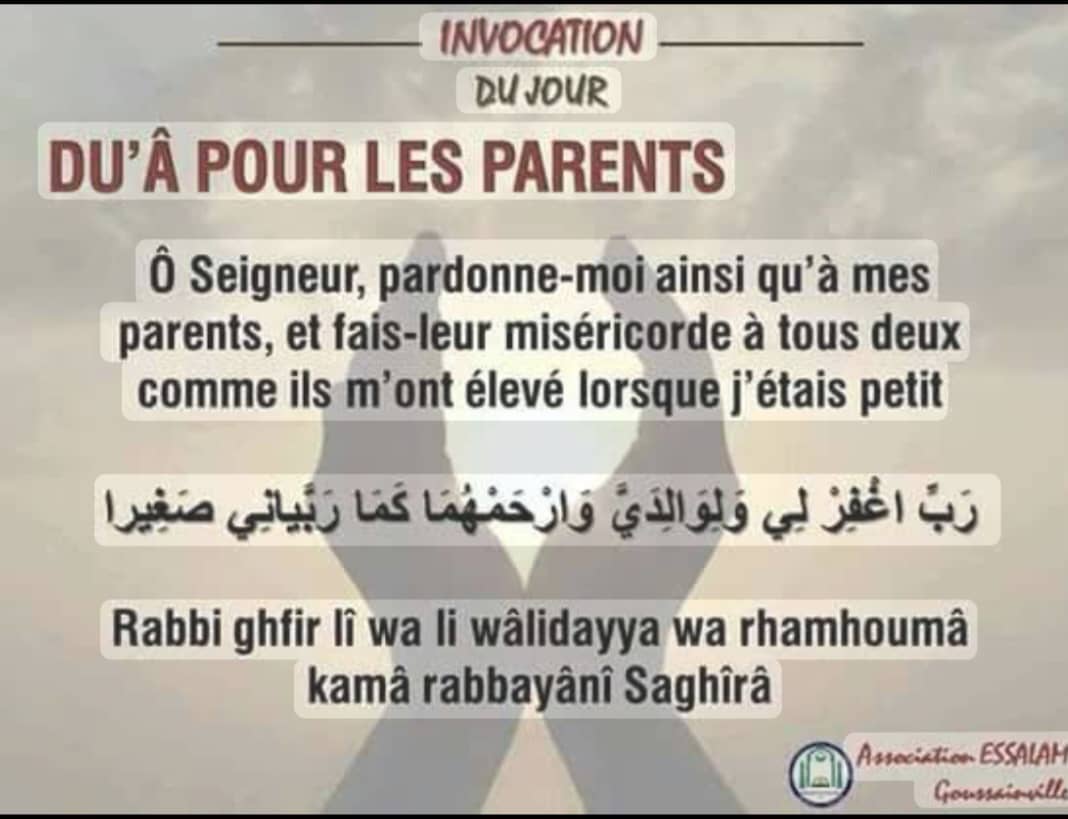 INVOCATION
DU JOUR
DU'Â POUR LES PARENTS
Ô Seigneur, pardonne-moi ainsi qu'à mes
parents, et fais-leur miséricorde à tous deux
comme ils m'ont élevé lorsque j'étais petit
رَبِّ اغْفِرْ لِي وَلِوَالِدَيَّ وَارْحَمْهُمَا كَمَا رَبَّيانِي صَغِيرا
Rabbi ghfir lî wa li wâlidayya wa rhamhoumâ
kamâ rabbayânî Saghîrâ
Association ESSALAM
Goussainville